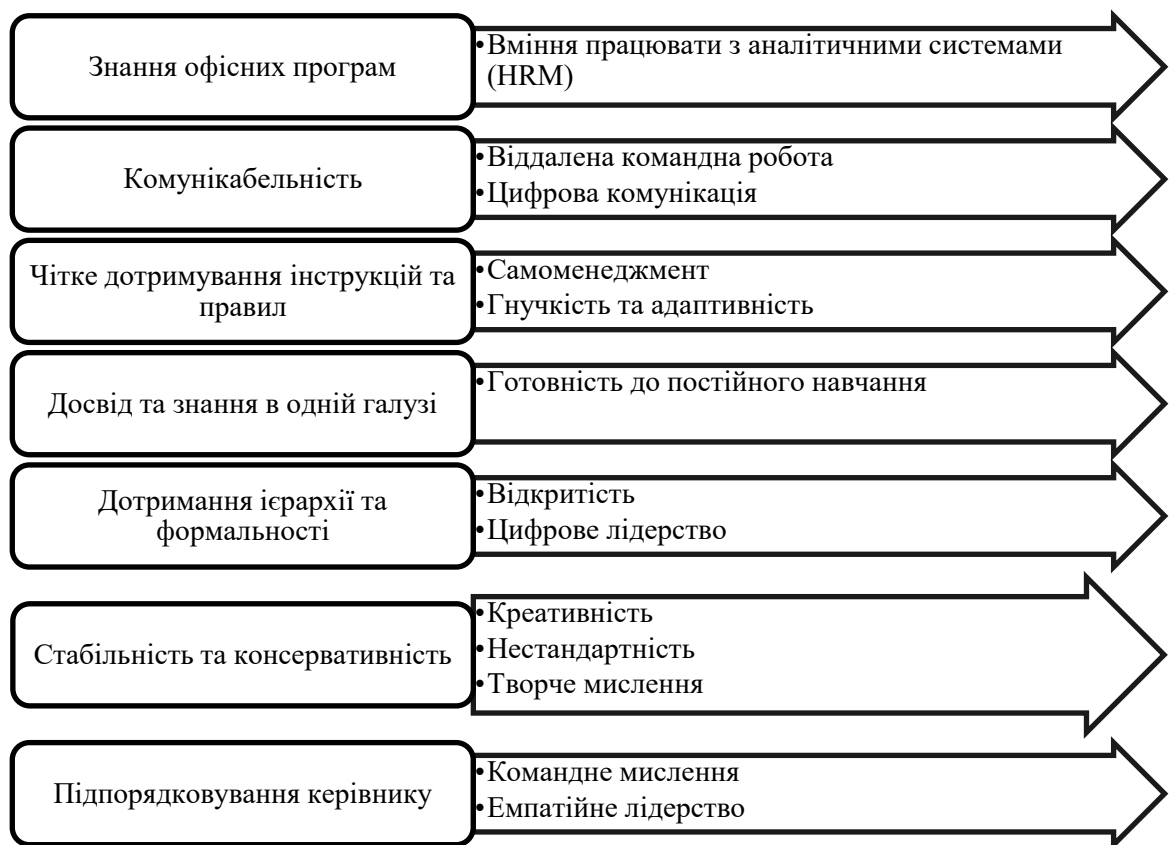 Знання офісних програм
•Вміння працювати з аналітичними системами
(HRM)
Комунікабельність
•Віддалена командна робота
•Цифрова комунікація
Чітке дотримування інструкцій та
правил
•Самоменеджмент
•Гнучкість та адаптивність
Досвід та знання в одній галузі
•Готовність до постійного навчання
Дотримання ієрархії та
формальності
•Відкритість
•Цифрове лідерство
Стабільність та консервативність
•Креативність
•Нестандартність
•Творче мислення
Підпорядковування керівнику
•Командне мислення
•Емпатійне лідерство